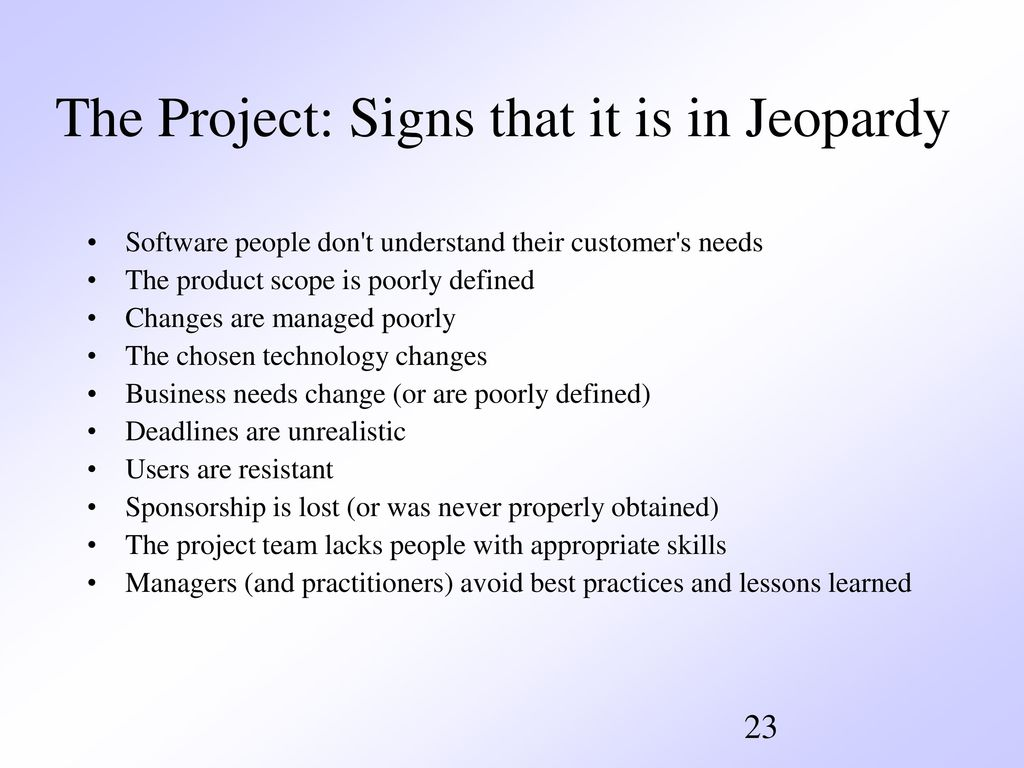 The Project: Signs that it is in Jeopardy
• Software people don't understand their customer's needs
• The product scope is poorly defined
• Changes are managed poorly
• The chosen technology changes
• Business needs change (or are poorly defined)
• Deadlines are unrealistic
• Users are resistant
• Sponsorship is lost (or was never properly obtained)
• The project team lacks people with appropriate skills
• Managers (and practitioners) avoid best practices and lessons learned
23